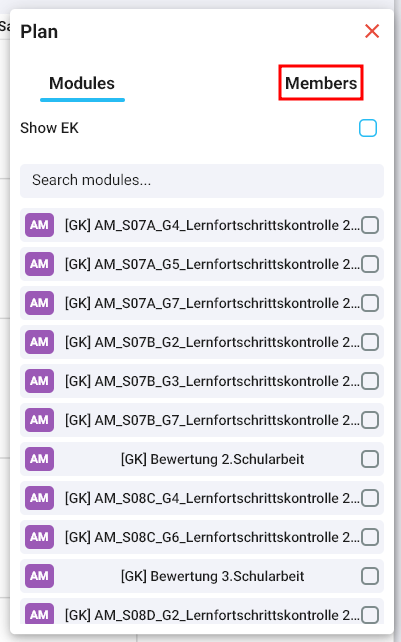 Sa
Plan
Modules Members
Show EK
Search modules...
AM [GK] AM_S07A_G4_Lernfortschrittskontrolle 2...
AM [GK] AM_S07A_G5_Lernfortschrittskontrolle 2...
AM [GK] AM_S07A_G7_Lernfortschrittskontrolle 2...
AM [GK] AM_S07B_G2_Lernfortschrittskontrolle 2...
AM [GK] AM_S07B_G3_Lernfortschrittskontrolle 2...
AM [GK] AM_S07B_G7_Lernfortschrittskontrolle 2...
AM [GK] Bewertung 2.Schularbeit
AM [GK] AM_S08C_G4_Lernfortschrittskontrolle 2...
AM [GK] AM_S08C_G6_Lernfortschrittskontrolle 2...
AM [GK] Bewertung 3.Schularbeit
AM [GK] AM_S08D_G2_Lernfortschrittskontrolle 2...